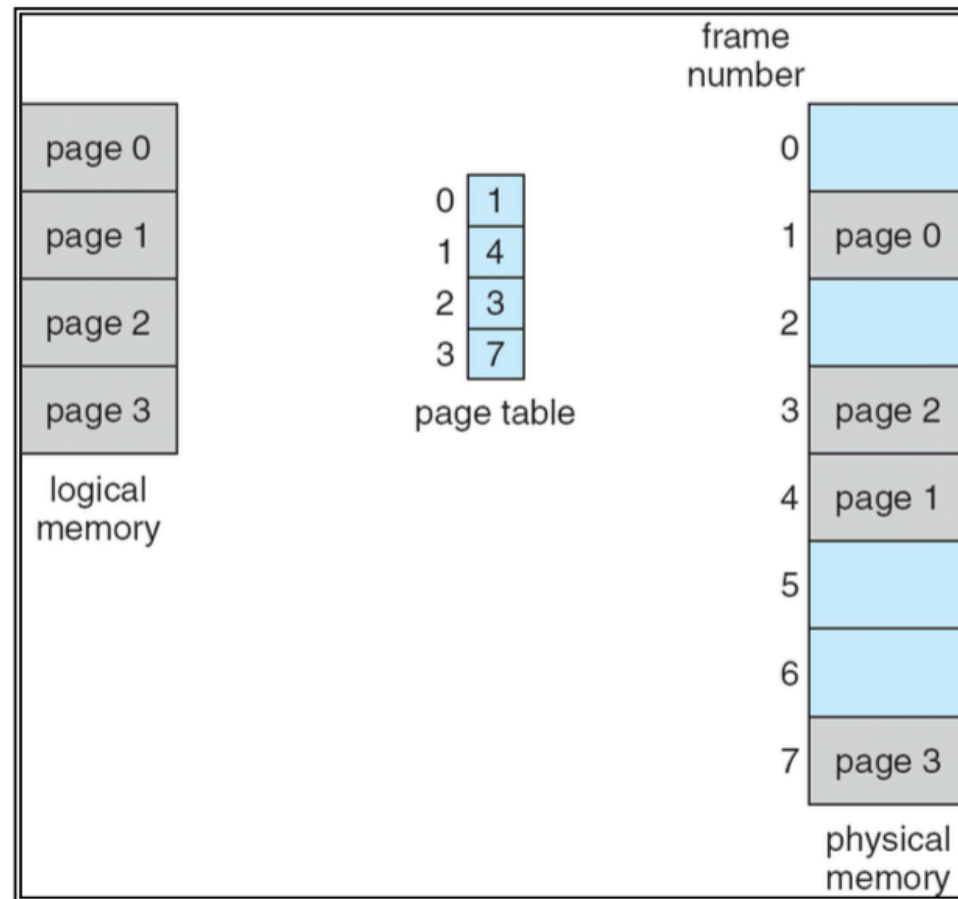 page 0
page 1
page 2
page 3
logical
memory
0 1
1 4
2 3
3 7
page table
frame
number
0
1 page 0
2
3 page 2
4 page 1
5
6
7 page 3
physical
memory